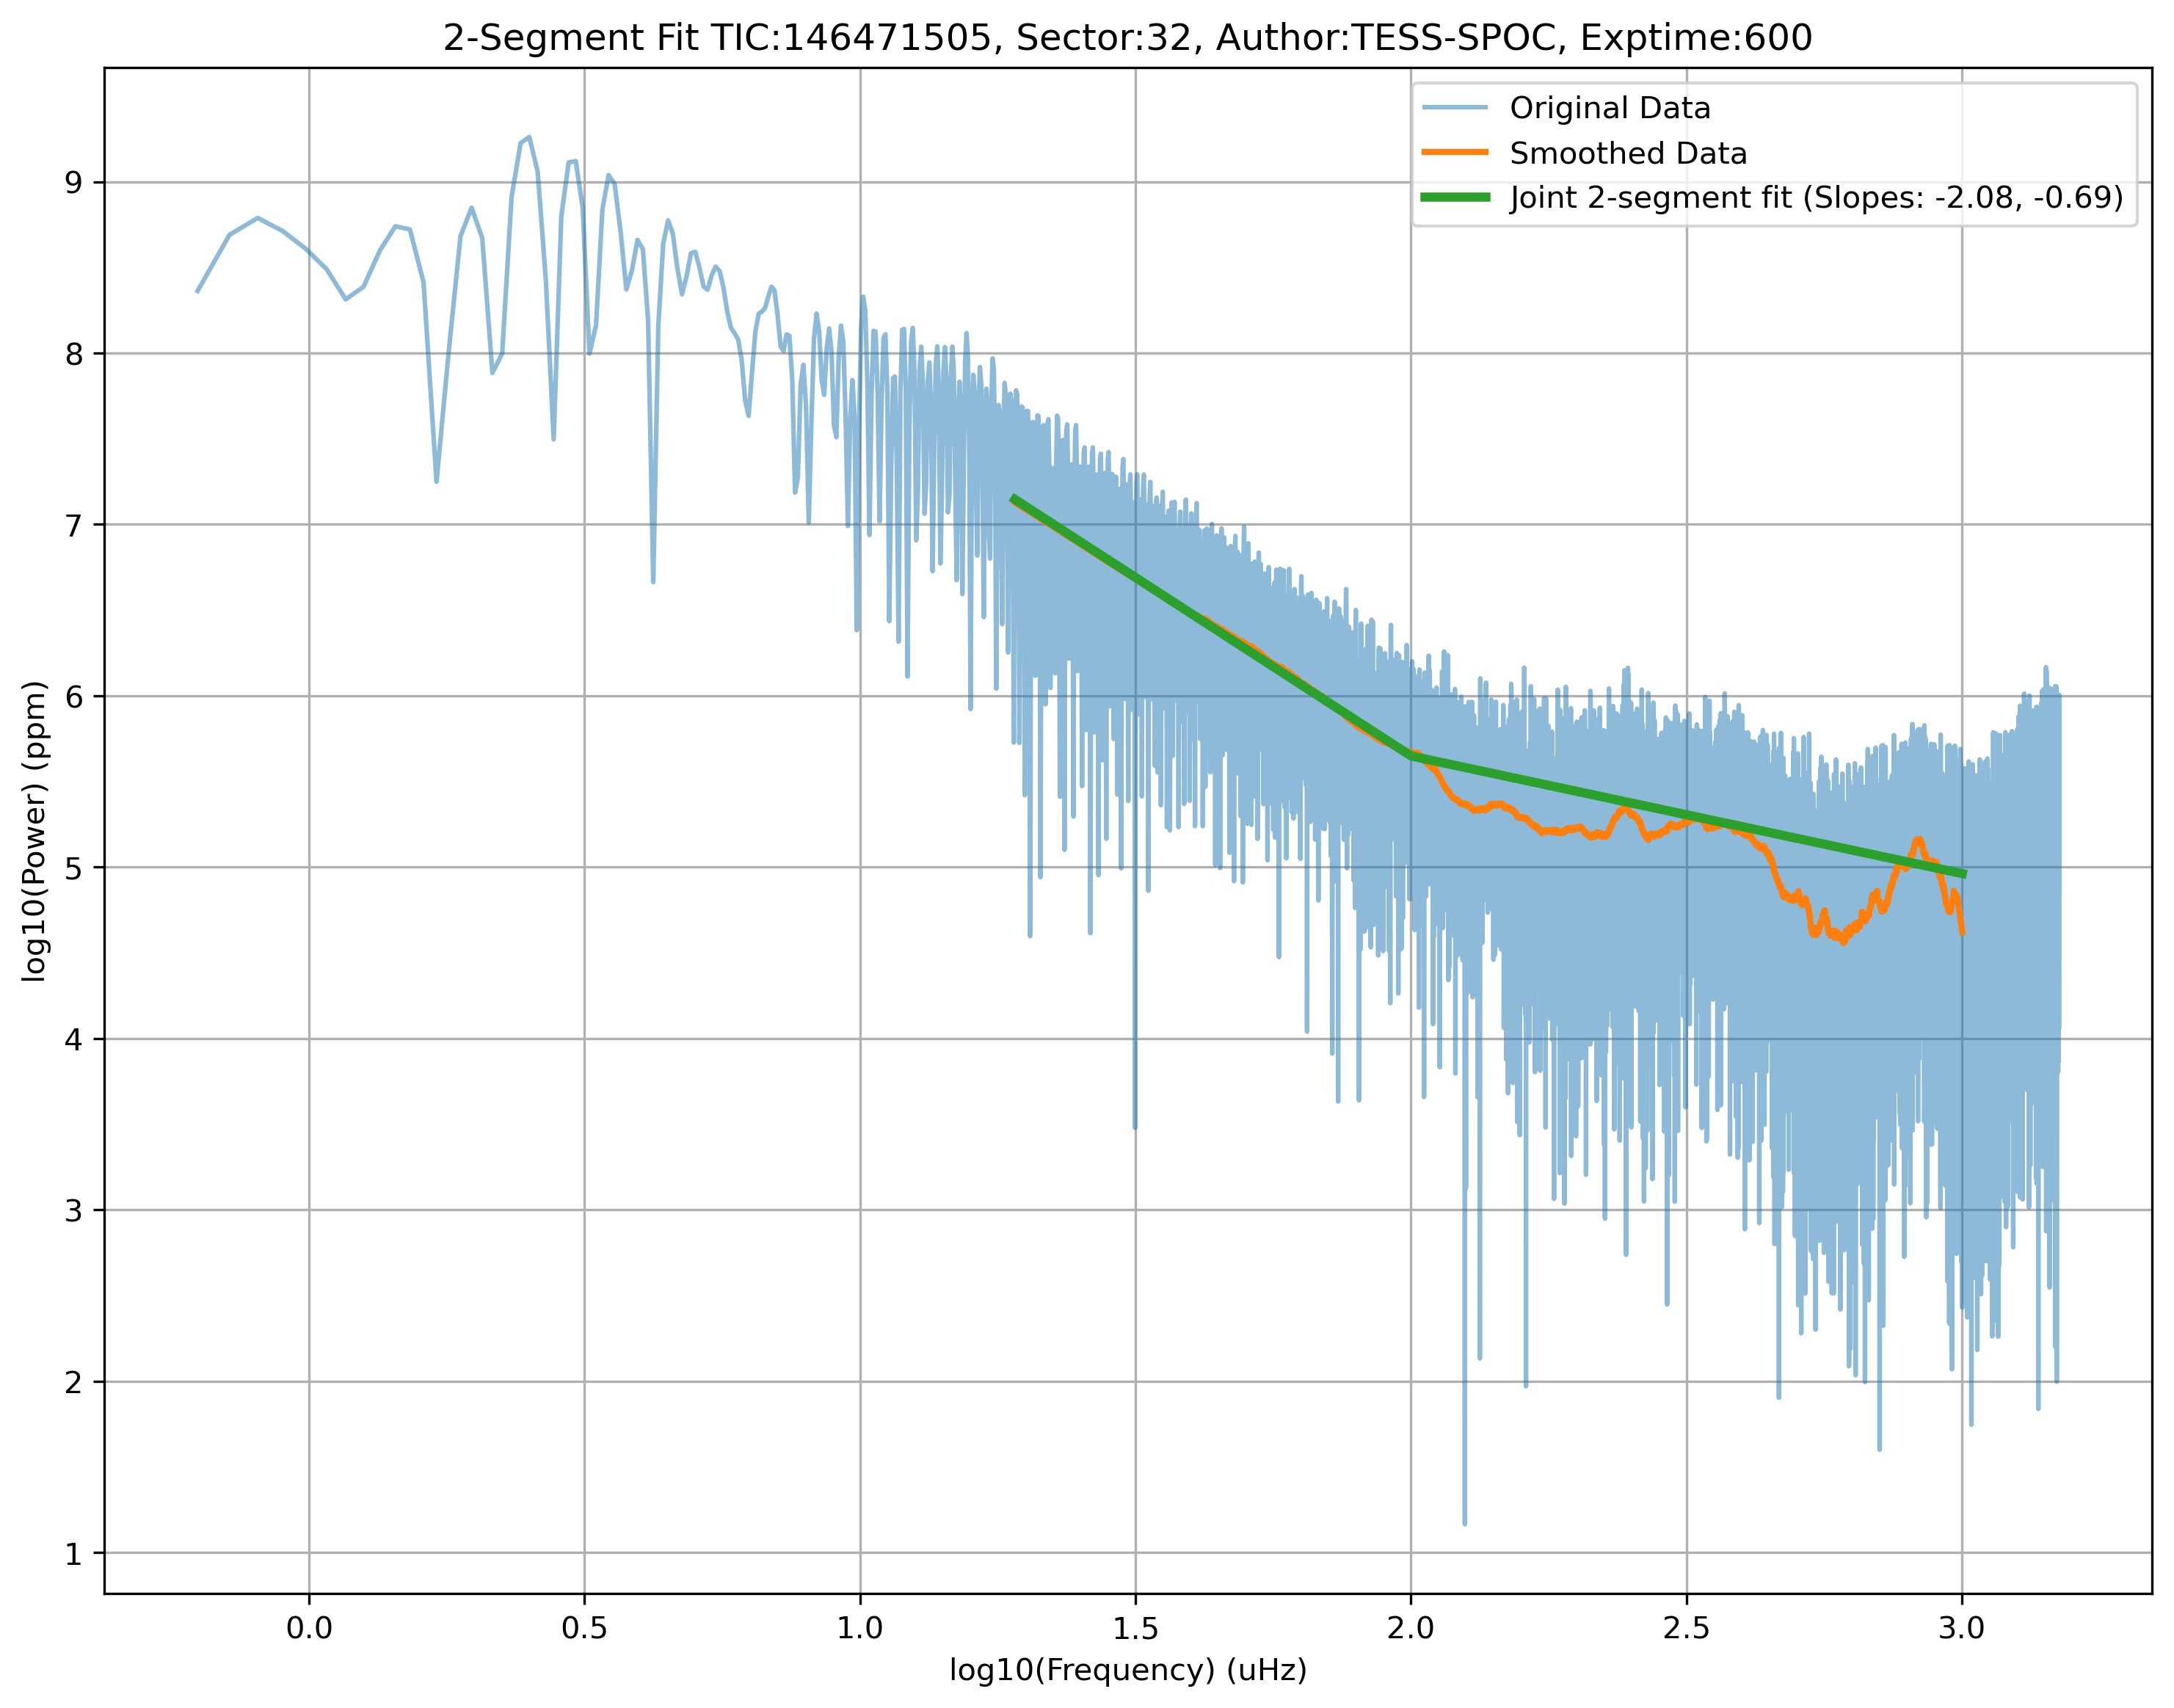 2-Segment Fit TIC:146471505, Sector:32, Author:TESS-SPOC, Exptime:600
Original Data
Smoothed Data
Joint 2-segment fit (Slopes: -2.08, -0.69)
log10(Power) (ppm)
9
8
7
6
5
4
3
2
1
0.0 0.5 1.0 1.5 2.0 2.5 3.0
log10(Frequency) (uHz)